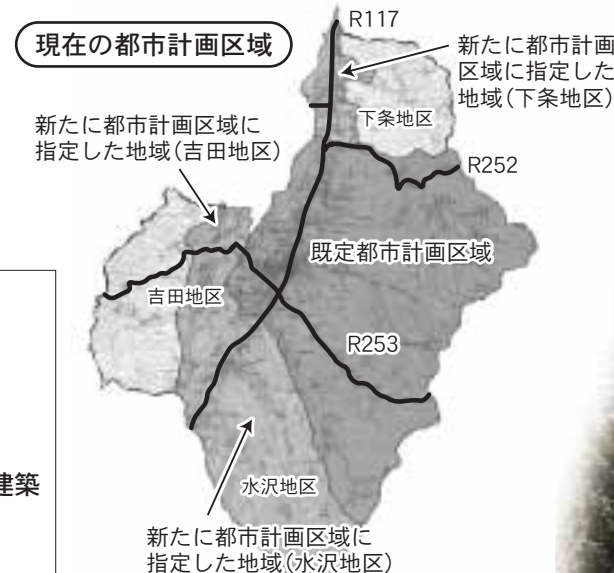 現在の都市計画区域
R117
新たに都市計画
区域に指定した
地域(下条地区)
下条地区
新たに都市計画区域に
指定した地域(吉田地区)
R252
既定都市計画区域
吉田地区
R253
建築
水沢地区
新たに都市計画区域に
指定した地域(水沢地区)